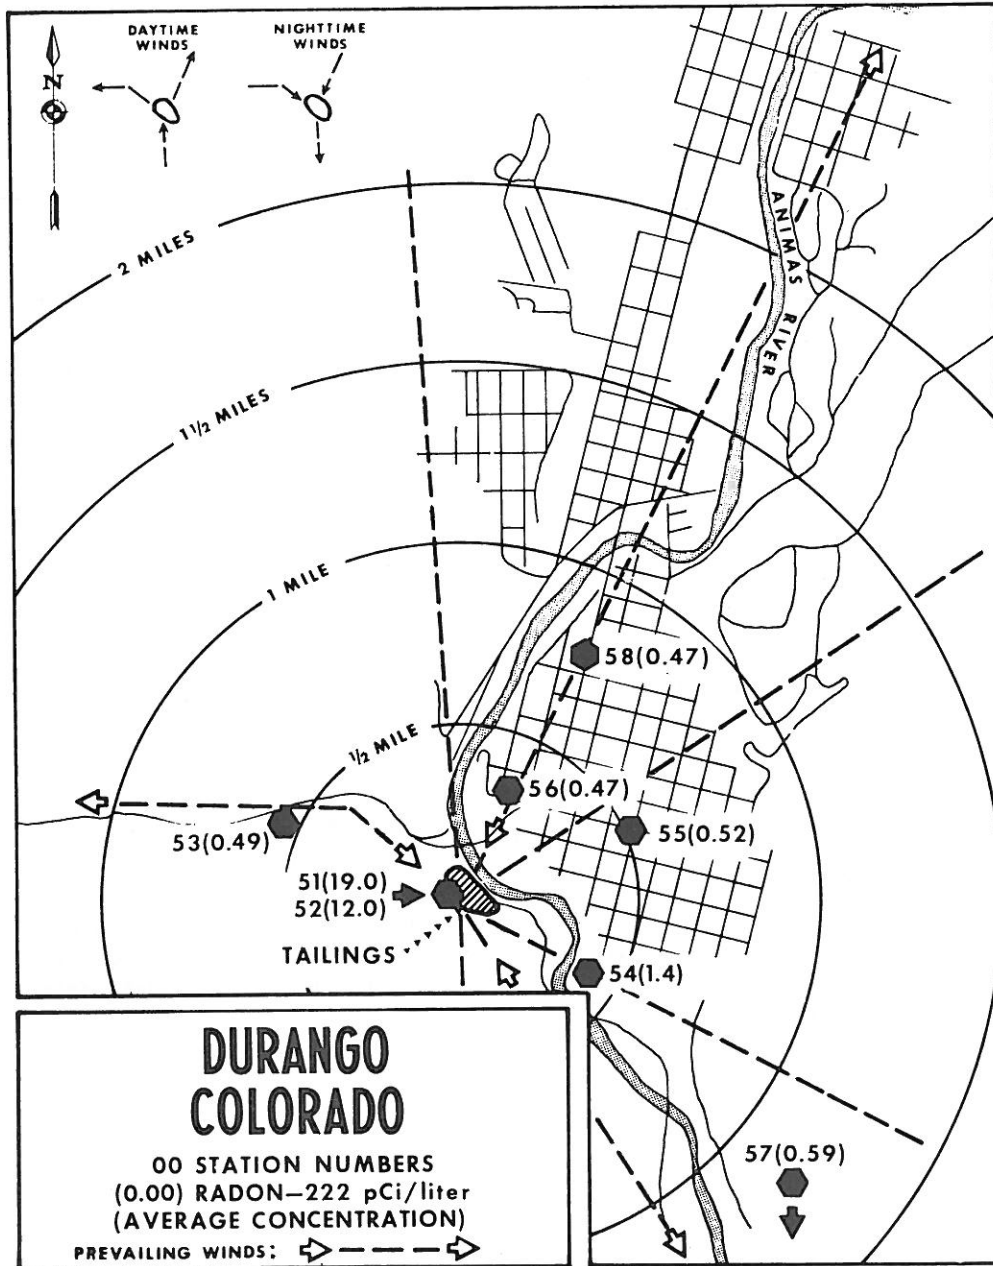 DAYTIME
WINDS
NIGHTTIME
WINDS
N
2 MILES
ANIMAS RIVER
1 1/2 MILES
1 MILE
58(0.47)
1/2 MILE
56(0.47)
53(0.49)
55(0.52)
51(19.0)
52(12.0)
TAILINGS
54(1.4)
DURANGO
COLORADO
00 STATION NUMBERS
(0.00) RADON–222 pCi/liter
(AVERAGE CONCENTRATION)
PREVAILING WINDS:
57(0.59)